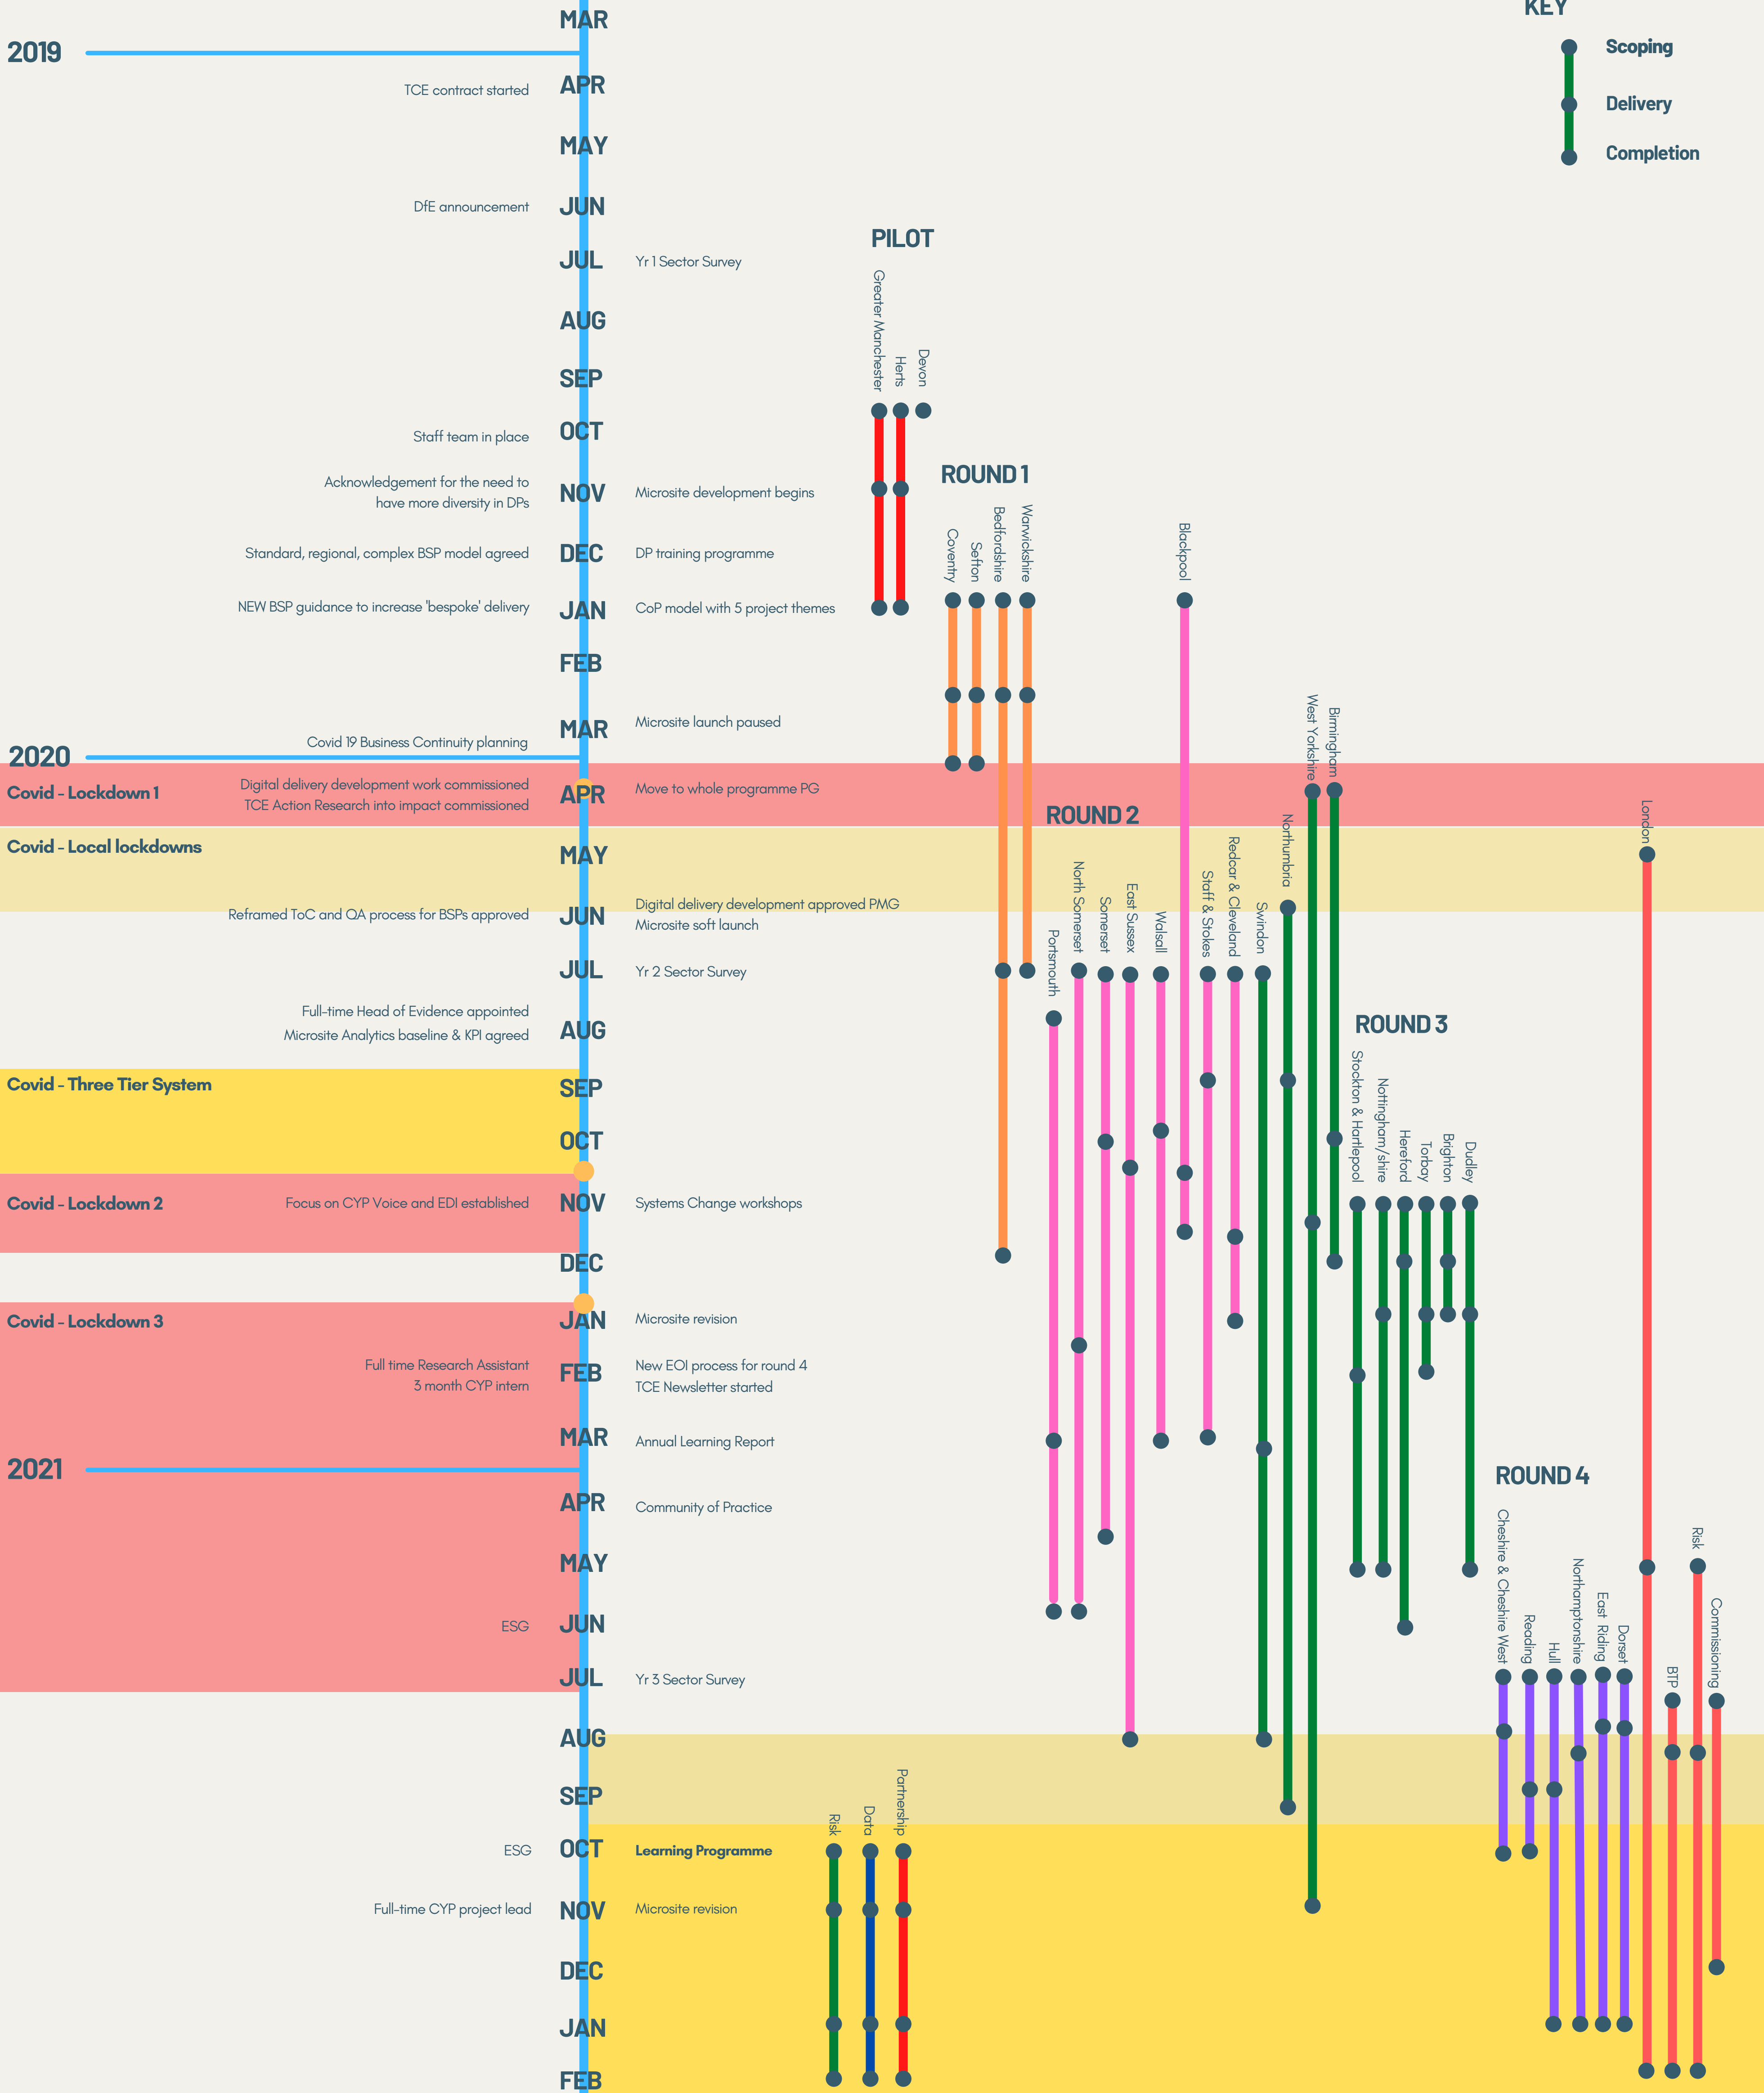 KEY
MAR
2019
Scoping
APR
TCE contract started
Delivery
MAY
Completion
DfE announcement
JUN
PILOT
JUL
Yr 1 Sector Survey
Greater Manchester
Herts
Devon
AUG
SEP
Staff team in place
OCT
ROUND 1
Acknowledgement for the need to
have more diversity in DPs
NOV
Microsite development begins
Coventry
Sefton
Bedfordshire
Warwickshire
Blackpool
Standard, regional, complex BSP model agreed
DEC
DP training programme
NEW BSP guidance to increase 'bespoke' delivery
JAN
CoP model with 5 project themes
FEB
MAR
Microsite launch paused
Covid 19 Business Continuity planning
2020
West Yorkshire
Birmingham
Covid - Lockdown 1
Digital delivery development work commissioned
TCE Action Research into impact commissioned
APR
Move to whole programme PG
ROUND 2
London
Covid - Local lockdowns
MAY
Portsmouth
North Somerset
Somerset
East Sussex
Walsall
Staff & Stokes
Redcar & Cleveland
Swindon
Northumbria
Reframed ToC and QA process for BSPs approved
JUN
Digital delivery development approved PMG
Microsite soft launch
JUL
Yr 2 Sector Survey
Full-time Head of Evidence appointed
Microsite Analytics baseline & KPI agreed
AUG
ROUND 3
Stockton & Hartlepool
Nottingham/shire
Hereford
Torbay
Brighton
Dudley
Covid - Three Tier System
SEP
OCT
Covid - Lockdown 2
Focus on CYP Voice and EDI established
NOV
Systems Change workshops
DEC
Covid - Lockdown 3
JAN
Microsite revision
Full time Research Assistant
3 month CYP intern
FEB
New EOI process for round 4
TCE Newsletter started
MAR
Annual Learning Report
2021
ROUND 4
APR
Community of Practice
Cheshire & Cheshire West
Reading
Hull
Northamptonshire
East Riding
Dorset
BTP
Risk
Commissioning
MAY
ESG
JUN
JUL
Yr 3 Sector Survey
AUG
SEP
Risk
Data
Partnership
ESG
OCT
Learning Programme
Full-time CYP project lead
NOV
Microsite revision
DEC
JAN
FEB